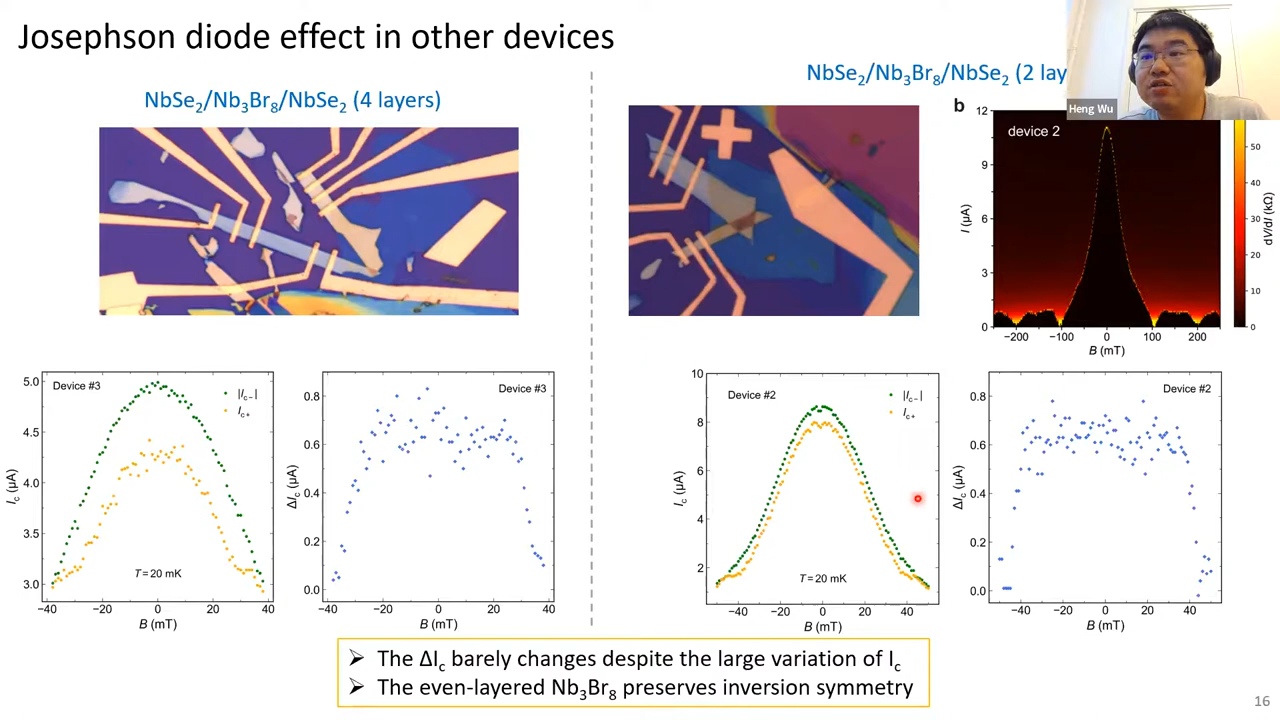 Josephson diode effect in other devices
NbSe₂/Nb₃Br₈/NbSe₂ (4 layers)
NbSe₂/Nb₃Br₈/NbSe₂ (2 lay
Heng Wu
b
device 2
12
9
6
3
0
I (μA)
−200 −100 0 100 200
B (mT)
50
40
30
20
10
0
dV/dI (kΩ)
Device #3
|Ic−|
Ic+
5.0
4.5
4.0
3.5
3.0
Ic (μA)
T = 20 mK
−40 −20 0 20 40
B (mT)
Device #3
0.8
0.6
0.4
0.2
0.0
ΔIc (μA)
−40 −20 0 20 40
B (mT)
Device #2
|Ic−|
Ic+
10
8
6
4
2
Ic (μA)
T = 20 mK
−40 −20 0 20 40
B (mT)
Device #2
0.8
0.6
0.4
0.2
0.0
ΔIc (μA)
−40 −20 0 20 40
B (mT)
➢ The ΔIc barely changes despite the large variation of Ic
➢ The even-layered Nb₃Br₈ preserves inversion symmetry
16